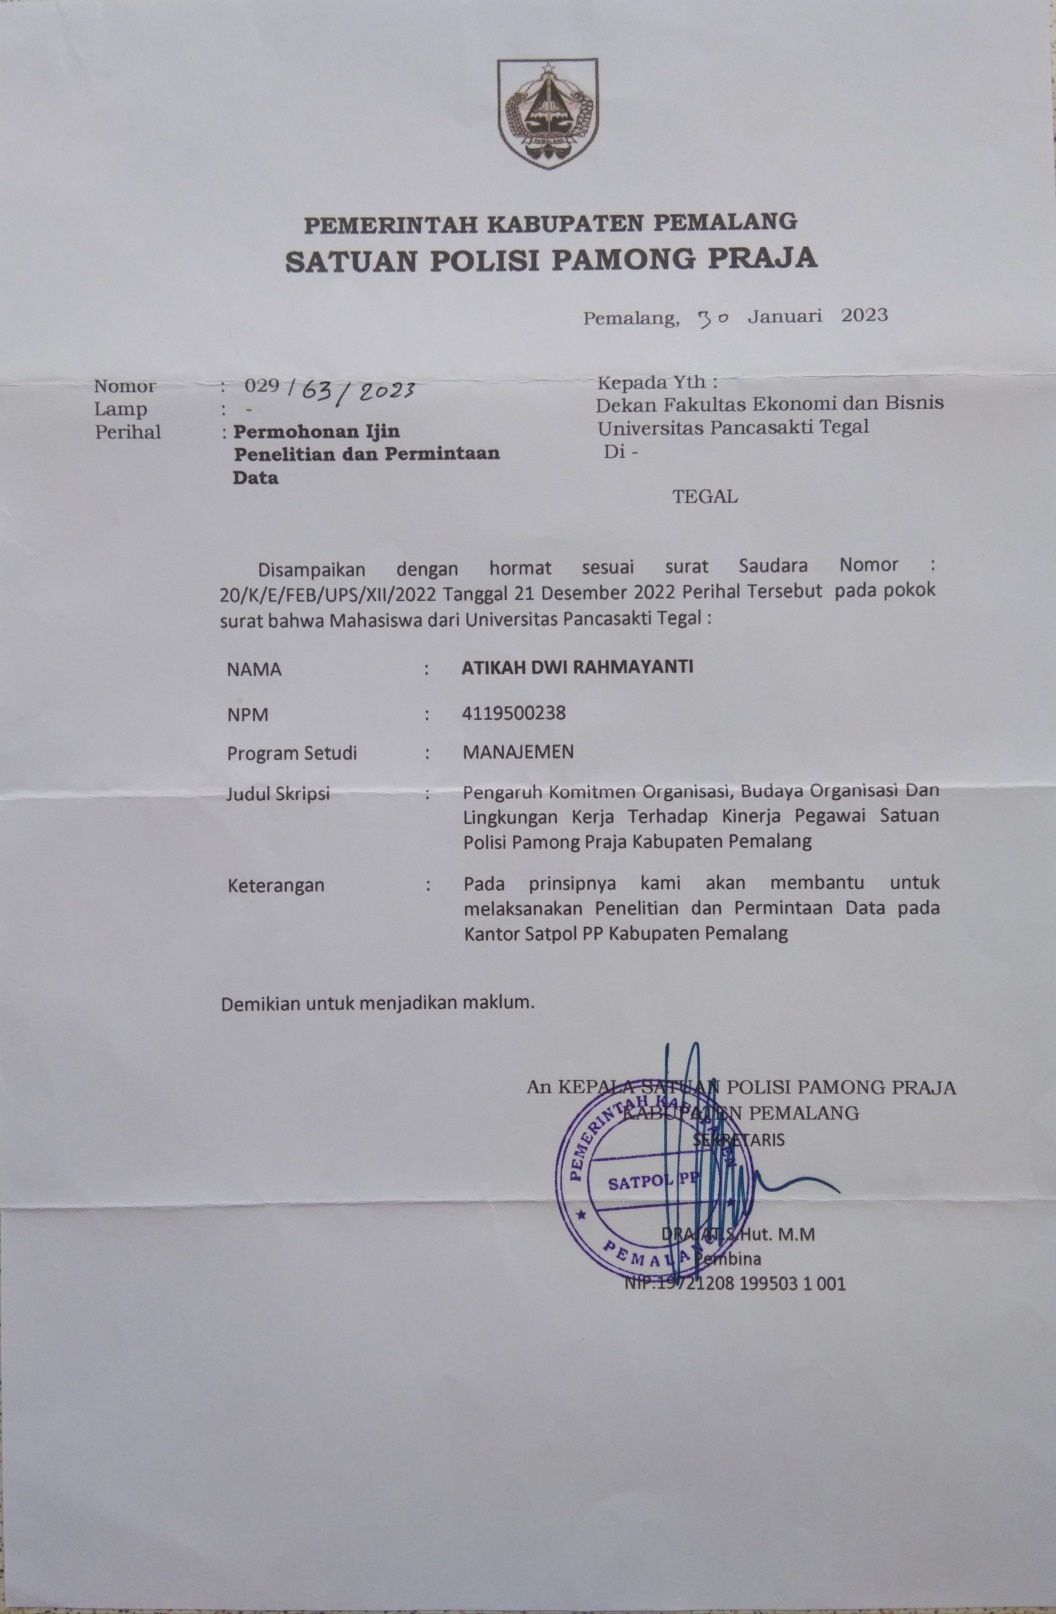 PEMERINTAH KABUPATEN PEMALANG
SATUAN POLISI PAMONG PRAJA
Pemalang, 30 Januari 2023
Nomor : 029 / 63 / 2023
Lamp : -
Perihal : Permohonan Ijin
Penelitian dan Permintaan
Data
Kepada Yth :
Dekan Fakultas Ekonomi dan Bisnis
Universitas Pancasakti Tegal
Di -
TEGAL
Disampaikan dengan hormat sesuai surat Saudara Nomor :
20/K/E/FEB/UPS/XII/2022 Tanggal 21 Desember 2022 Perihal Tersebut pada pokok
surat bahwa Mahasiswa dari Universitas Pancasakti Tegal :
NAMA : ATIKAH DWI RAHMAYANTI
NPM : 4119500238
Program Setudi : MANAJEMEN
Judul Skripsi : Pengaruh Komitmen Organisasi, Budaya Organisasi Dan
Lingkungan Kerja Terhadap Kinerja Pegawai Satuan
Polisi Pamong Praja Kabupaten Pemalang
Keterangan : Pada prinsipnya kami akan membantu untuk
melaksanakan Penelitian dan Permintaan Data pada
Kantor Satpol PP Kabupaten Pemalang
Demikian untuk menjadikan maklum.
An KEPALA SATUAN POLISI PAMONG PRAJA
KABUPATEN PEMALANG
SEKRETARIS
PEMERINTAH KABUPATEN
SATPOL PP
PEMALANG
DRAJAT.S.Hut. M.M
Pembina
NIP.19721208 199503 1 001